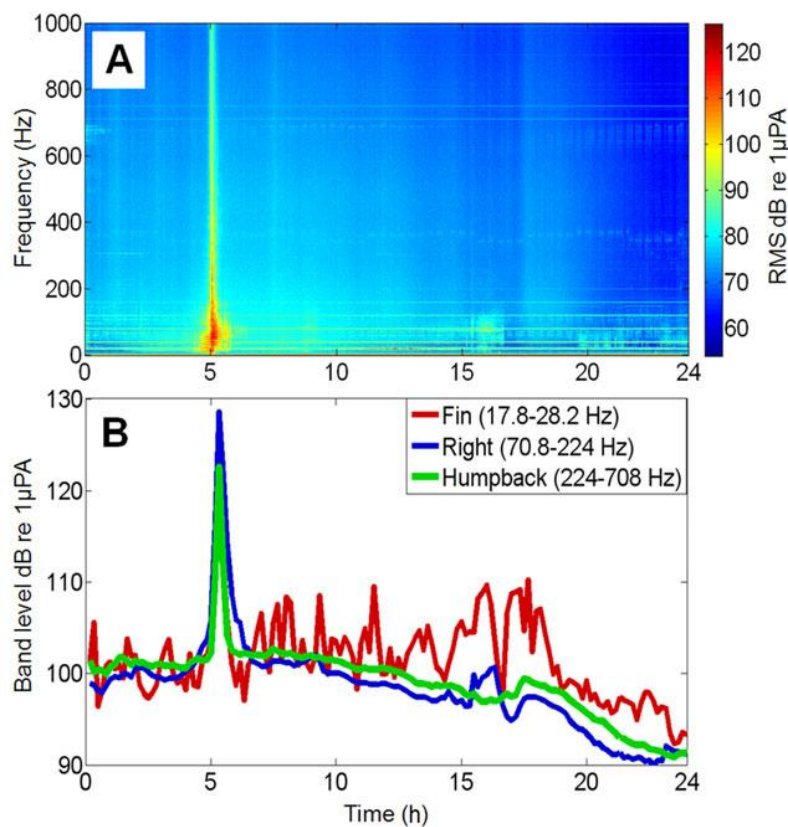 A
1000
800
600
400
200
0
Frequency (Hz)
0 5 10 15 20 24
120
110
100
90
80
70
60
RMS dB re 1µPA
B
130
120
110
100
90
Band level dB re 1µPA
Fin (17.8-28.2 Hz)
Right (70.8-224 Hz)
Humpback (224-708 Hz)
0 5 10 15 20 24
Time (h)